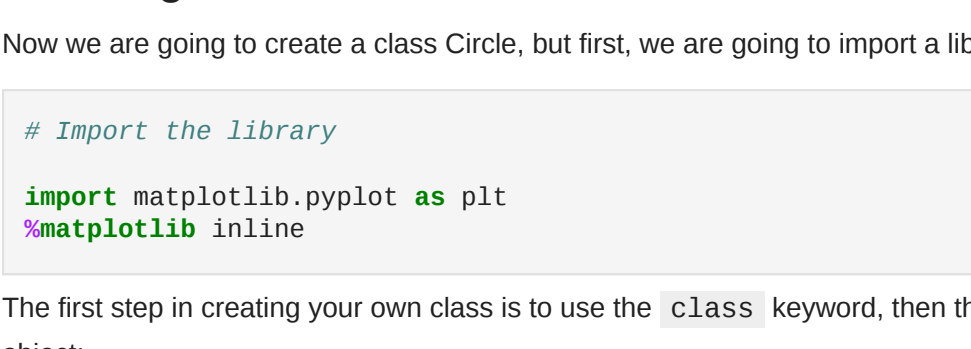 Now we are going to create a class Circle, but first, we are going to import a
# Import the library
import matplotlib.pyplot as plt
%matplotlib inline
The first step in creating your own class is to use the class keyword, then